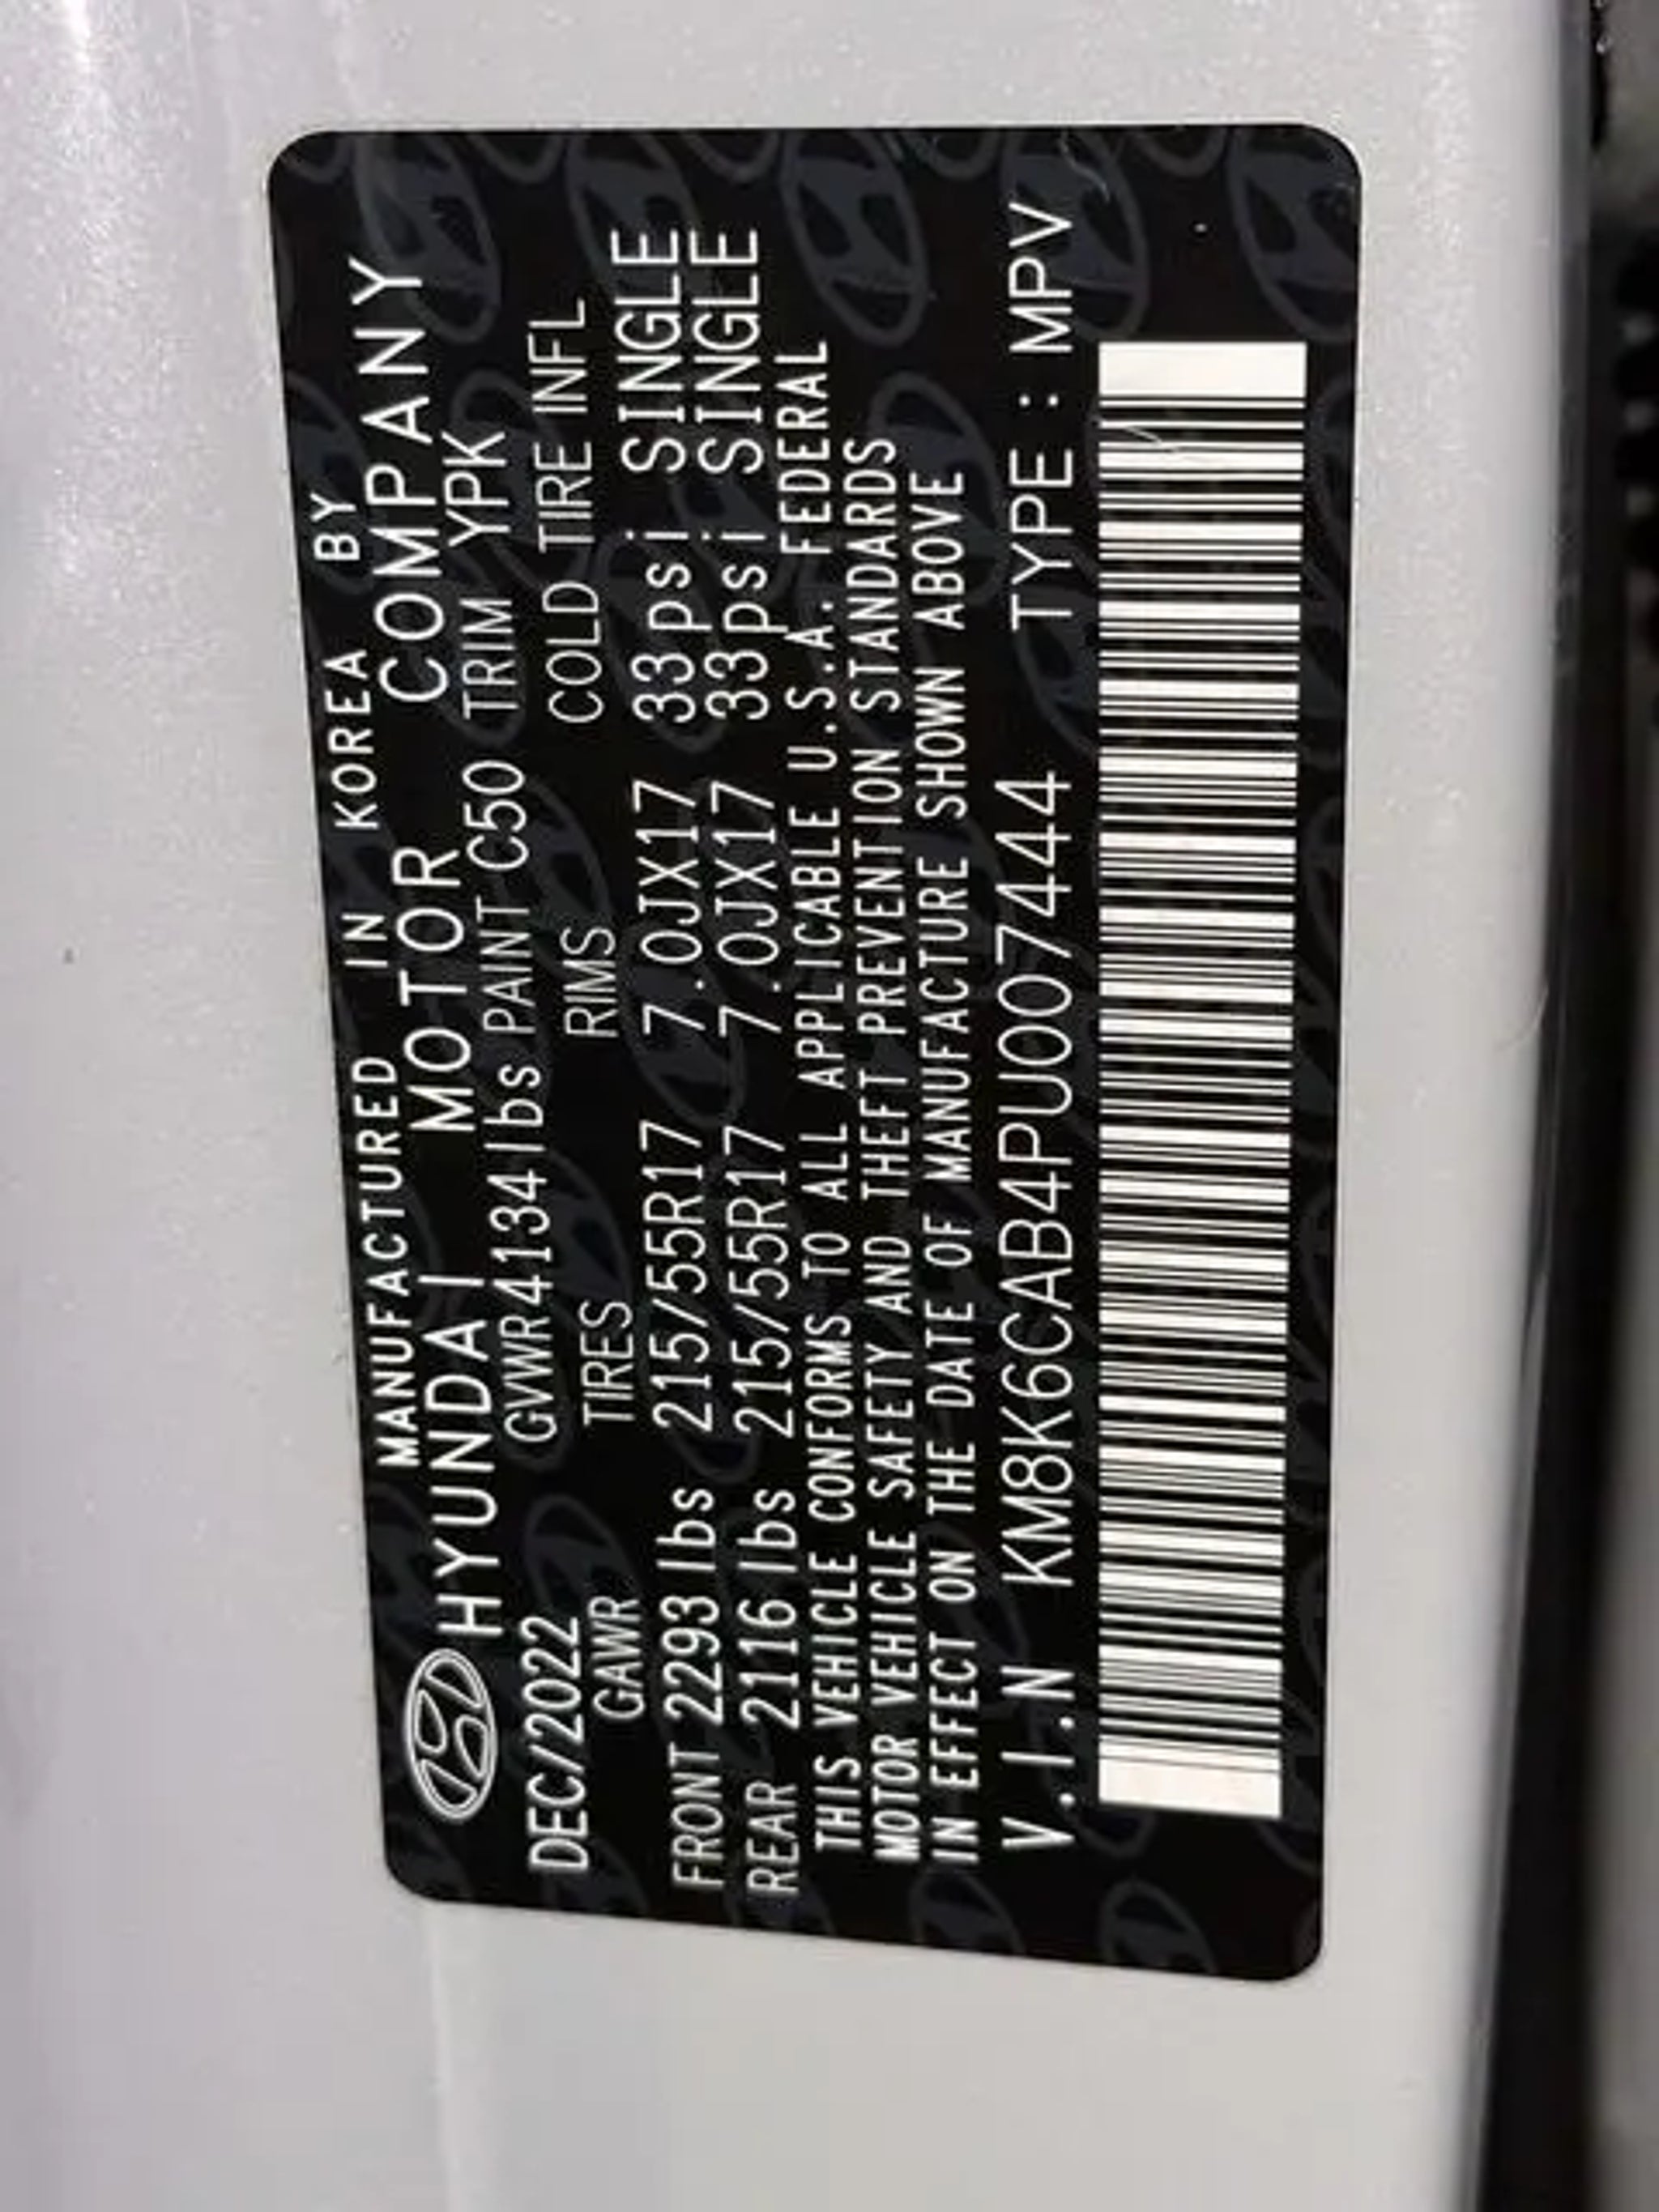 MANUFACTURED IN KOREA BY
HYUNDAI MOTOR COMPANY
DEC/2022 GVWR 4134 lbs PAINT C50 TRIM YPK
GAWR TIRES RIMS COLD TIRE INFL
FRONT 2293 lbs 215/55R17 7.0JX17 33psi SINGLE
REAR 2116 lbs 215/55R17 7.0JX17 33psi SINGLE
THIS VEHICLE CONFORMS TO ALL APPLICABLE U.S.A. FEDERAL
MOTOR VEHICLE SAFETY AND THEFT PREVENTION STANDARDS
IN EFFECT ON THE DATE OF MANUFACTURE SHOWN ABOVE
V.I.N KM8K6CAB4PU007444 TYPE : MPV